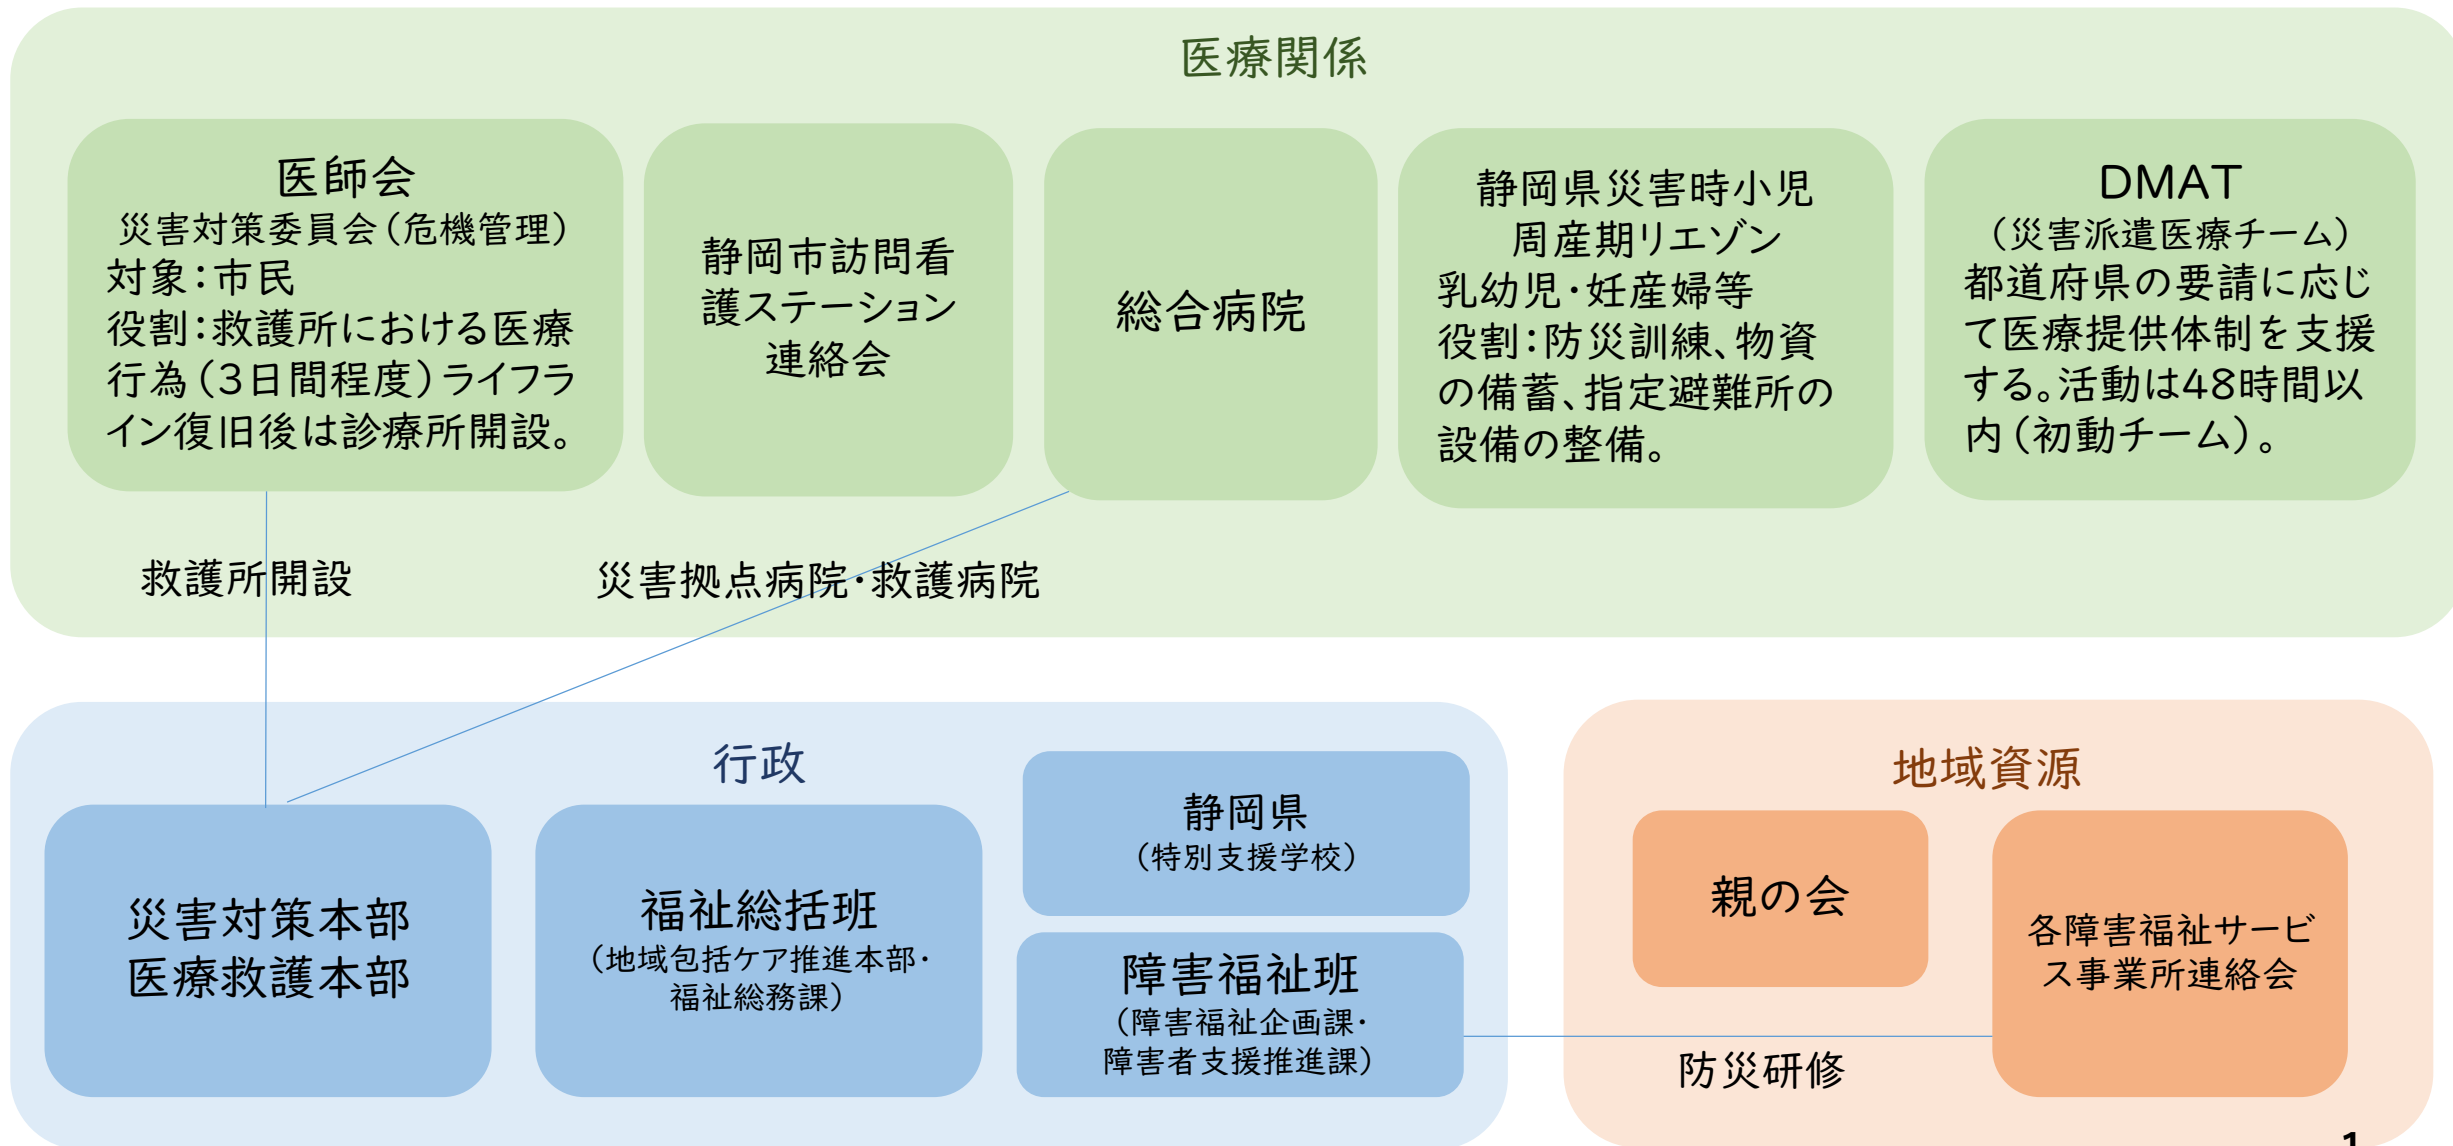 医療関係
医師会
災害対策委員会(危機管理)
対象:市民
役割:救護所における医療
行為(3日間程度)ライフラ
イン復旧後は診療所開設。
静岡市訪問看
護ステーション
連絡会
総合病院
静岡県災害時小児
周産期リエゾン
乳幼児・妊産婦等
役割:防災訓練、物資
の備蓄、指定避難所の
設備の整備。
DMAT
(災害派遣医療チーム)
都道府県の要請に応じ
て医療提供体制を支援
する。活動は48時間以
内(初動チーム)。
救護所開設
災害拠点病院・救護病院
行政
災害対策本部
医療救護本部
福祉総括班
(地域包括ケア推進本部・
福祉総務課)
静岡県
(特別支援学校)
障害福祉班
(障害福祉企画課・
障害者支援推進課)
防災研修
地域資源
親の会
各障害福祉サービ
ス事業所連絡会
1